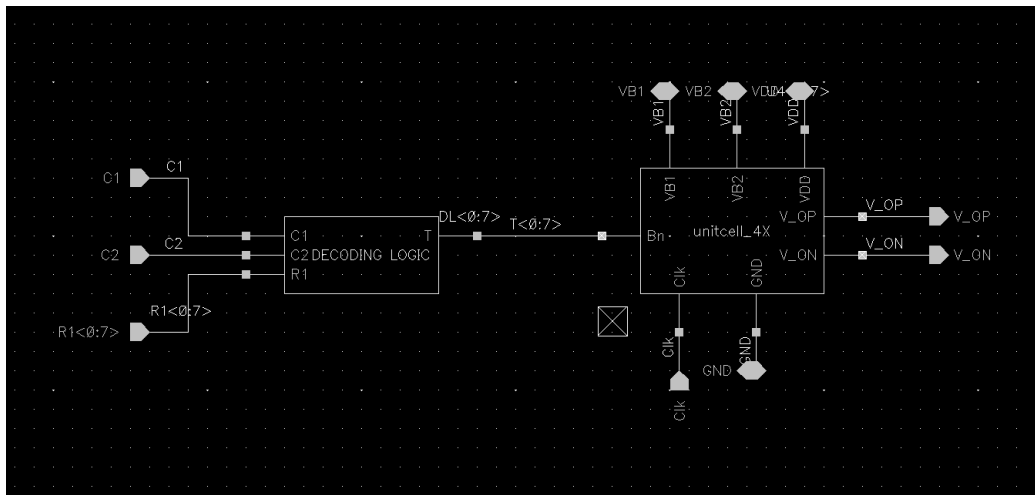 VB1
VB2
VDD
VB1
VB2
VDD
VB1
VB2
VDD
C1
C1
C2
C2
R1<0:7>
R1<0:7>
DL<0:7>
C1
C2
R1
DECODING LOGIC
T
T<0:7>
Bn
unitcell_4X
V_OP
V_ON
Clk
GND
V_OP
V_OP
V_ON
V_ON
Clk
GND
GND
Clk